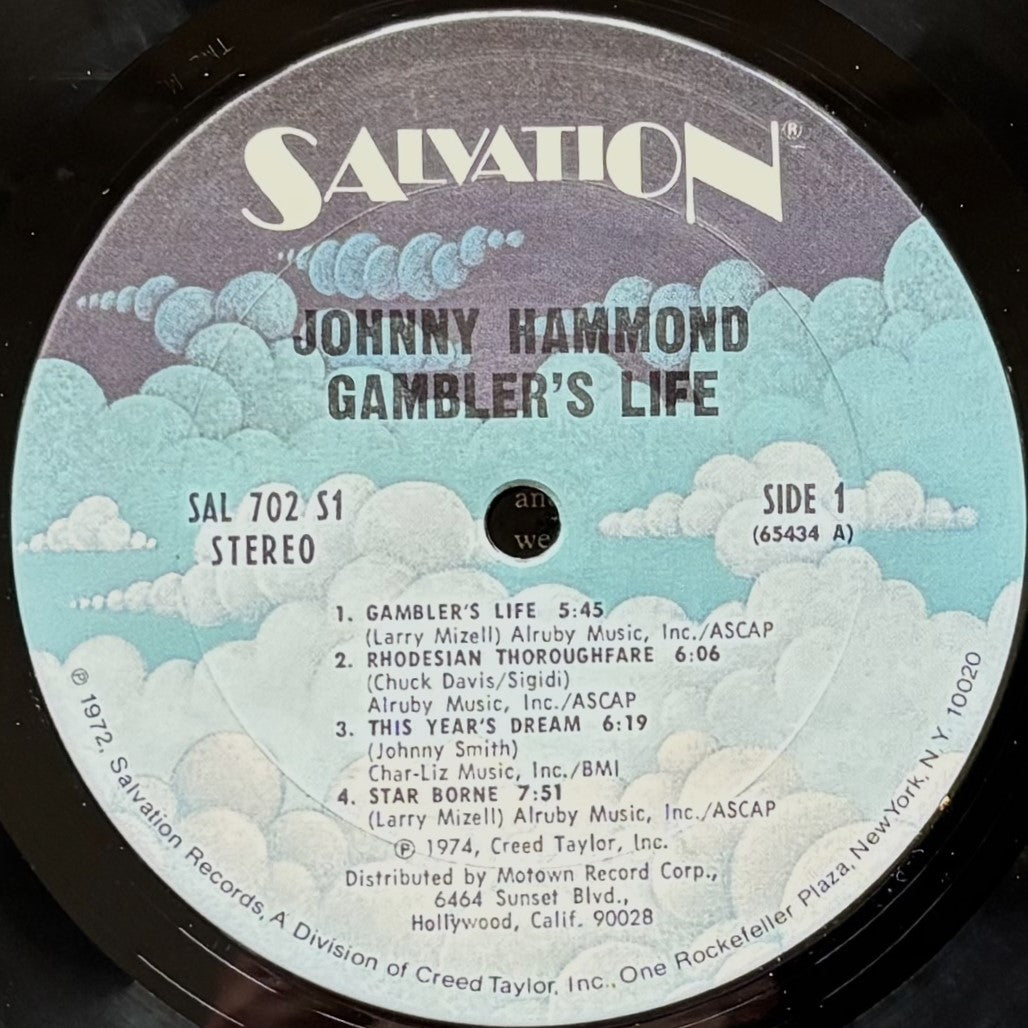 SALVATION®
JOHNNY HAMMOND
GAMBLER'S LIFE
SAL 702 S1
STEREO
SIDE 1
(65434 A)
an
we
1. GAMBLER'S LIFE 5:45
(Larry Mizell) Alruby Music, Inc./ASCAP
2. RHODESIAN THOROUGHFARE 6:06
(Chuck Davis/Sigidi)
Alruby Music, Inc./ASCAP
3. THIS YEAR'S DREAM 6:19
(Johnny Smith)
Char-Liz Music, Inc./BMI
4. STAR BORNE 7:51
(Larry Mizell) Alruby Music, Inc./ASCAP
℗ 1974, Creed Taylor, Inc.
Distributed by Motown Record Corp.,
6464 Sunset Blvd.,
Hollywood, Calif. 90028
℗ 1972, Salvation Records, A Division of Creed Taylor, Inc., One Rockefeller Plaza, New York, N.Y. 10020